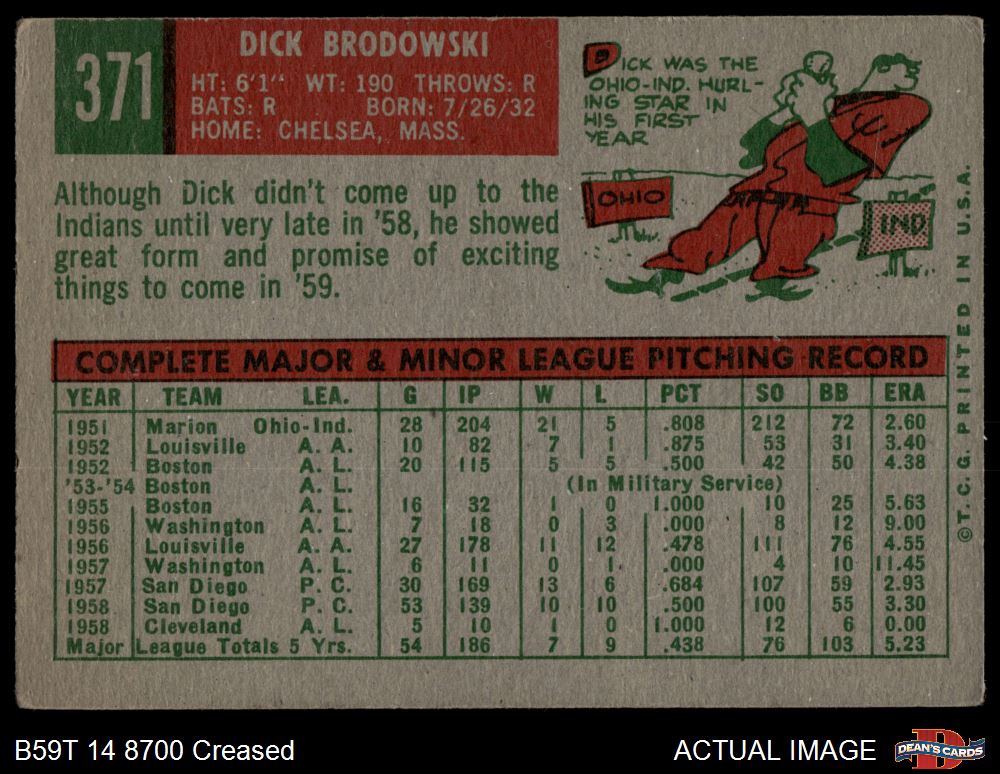 371
DICK BRODOWSKI
HT: 6'1" WT: 190 THROWS: R
BATS: R BORN: 7/26/32
HOME: CHELSEA, MASS.
DICK WAS THE
OHIO-IND. HURL-
ING STAR IN
HIS FIRST
YEAR
OHIO
IND
Although Dick didn't come up to the
Indians until very late in '58, he showed
great form and promise of exciting
things to come in '59.
COMPLETE MAJOR & MINOR LEAGUE PITCHING RECORD
YEAR TEAM LEA. G IP W L PCT SO BB ERA
1951 Marion Ohio-Ind. 28 204 21 5 .808 212 72 2.60
1952 Louisville A. A. 10 82 7 1 .875 53 31 3.40
1952 Boston A. L. 20 115 5 5 .500 42 50 4.38
'53-'54 Boston A. L. (In Military Service)
1955 Boston A. L. 16 32 1 0 1.000 10 25 5.63
1956 Washington A. L. 7 18 0 3 .000 8 12 9.00
1956 Louisville A. A. 27 178 11 12 .478 111 76 4.55
1957 Washington A. L. 6 11 0 1 .000 4 10 11.45
1957 San Diego P. C. 30 169 13 6 .684 107 59 2.93
1958 San Diego P. C. 53 139 10 10 .500 100 55 3.30
1958 Cleveland A. L. 5 10 1 0 1.000 12 6 0.00
Major League Totals 5 Yrs. 54 186 7 9 .438 76 103 5.23
©T.C.G. PRINTED IN U.S.A.
B59T 14 8700 Creased
ACTUAL IMAGE
DEAN'S CARDS